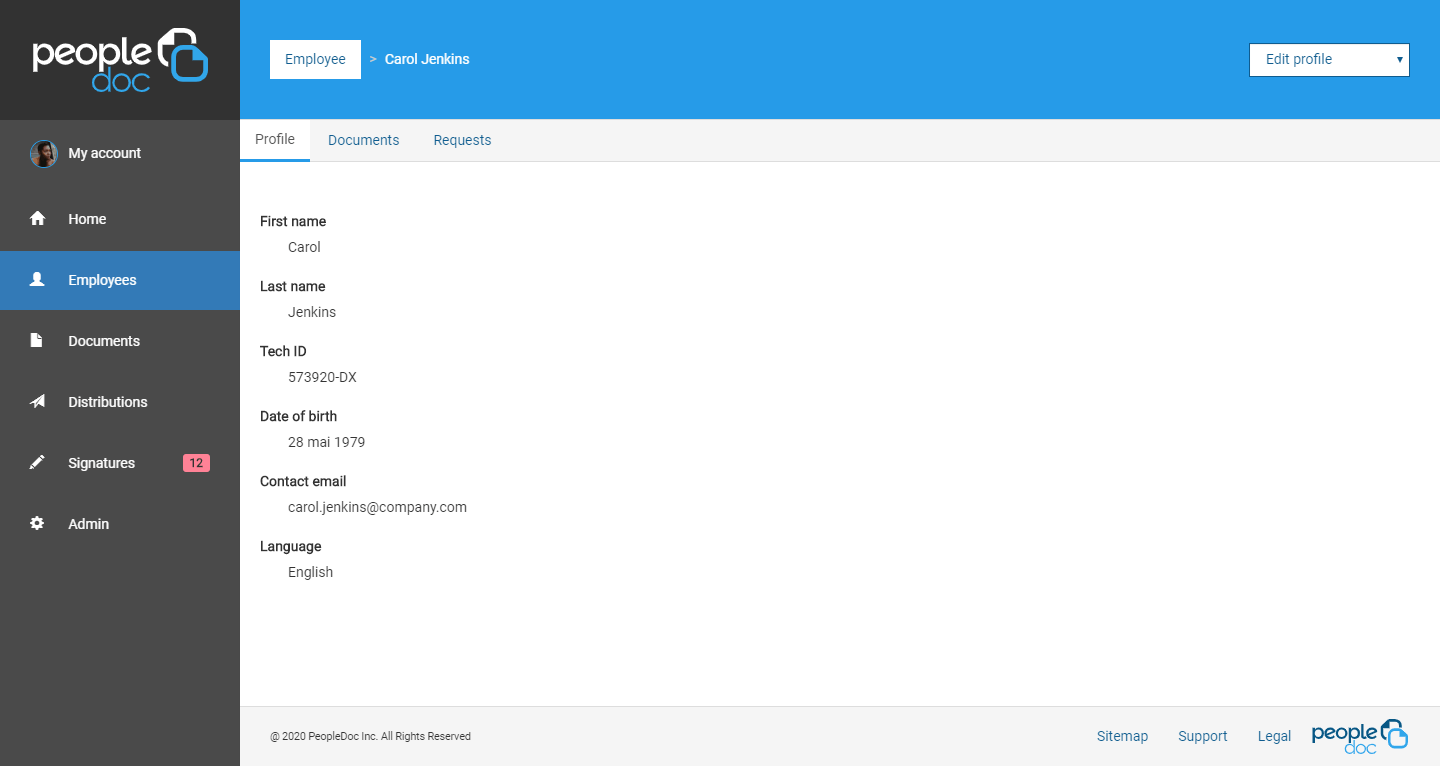 people
doc
Employee > Carol Jenkins
Edit profile
My account
Home
Employees
Documents
Distributions
Signatures 12
Admin
Profile Documents Requests
First name
Carol
Last name
Jenkins
Tech ID
573920-DX
Date of birth
28 mai 1979
Contact email
carol.jenkins@company.com
Language
English
@ 2020 PeopleDoc Inc. All Rights Reserved
Sitemap Support Legal
people
doc